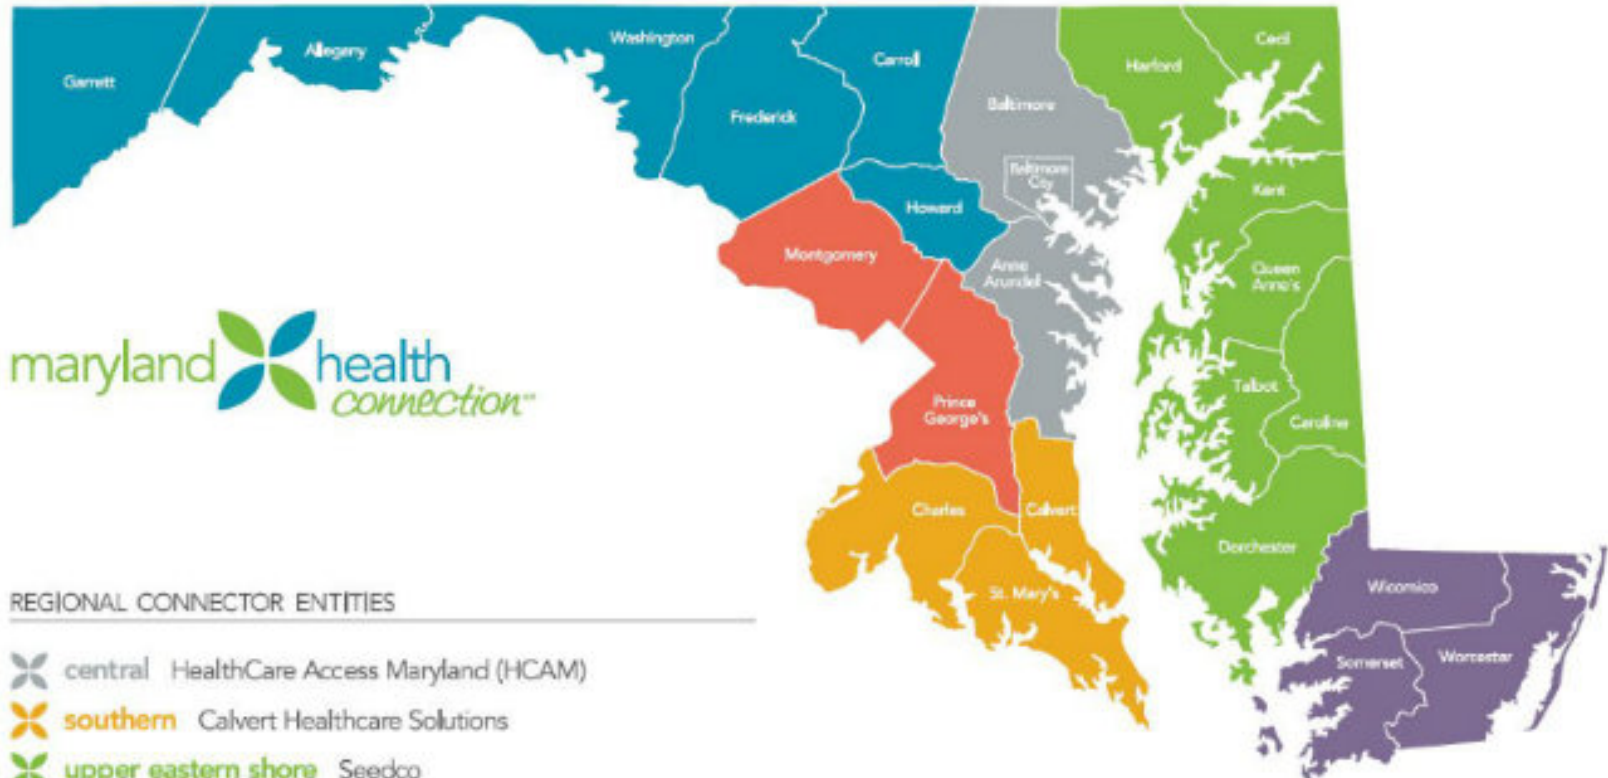 Garrett
Allegany
Washington
Frederick
Carroll
Baltimore
Baltimore
City
Harford
Cecil
Kent
Howard
Montgomery
Anne
Arundel
Queen
Anne's
Talbot
Caroline
Prince
George's
Charles
Calvert
St. Mary's
Dorchester
Wicomico
Somerset
Worcester
maryland health
connection
REGIONAL CONNECTOR ENTITIES
central HealthCare Access Maryland (HCAM)
southern Calvert Healthcare Solutions
upper eastern shore Seedco